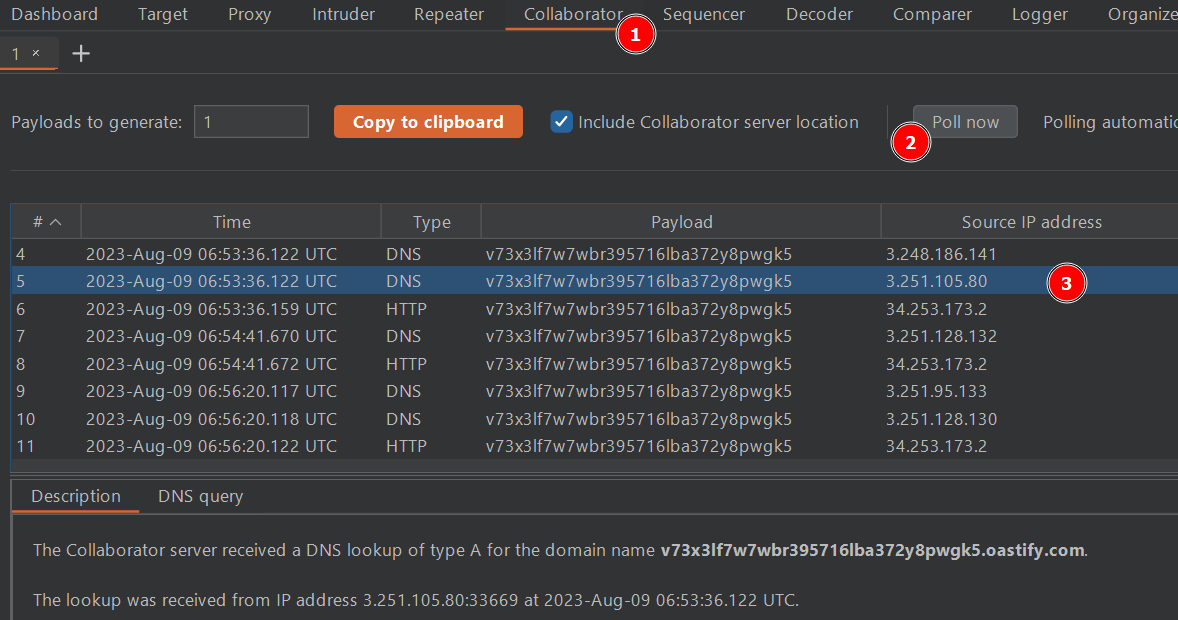 Dashboard Target Proxy Intruder Repeater Collaborator Sequencer Decoder Comparer Logger Organize
1
1 × +
Payloads to generate: 1 Copy to clipboard Include Collaborator server location Poll now Polling automatic
2
# Time Type Payload Source IP address
4 2023-Aug-09 06:53:36.122 UTC DNS v73x3lf7w7wbr395716lba372y8pwgk5 3.248.186.141
5 2023-Aug-09 06:53:36.122 UTC DNS v73x3lf7w7wbr395716lba372y8pwgk5 3.251.105.80 3
6 2023-Aug-09 06:53:36.159 UTC HTTP v73x3lf7w7wbr395716lba372y8pwgk5 34.253.173.2
7 2023-Aug-09 06:54:41.670 UTC DNS v73x3lf7w7wbr395716lba372y8pwgk5 3.251.128.132
8 2023-Aug-09 06:54:41.672 UTC HTTP v73x3lf7w7wbr395716lba372y8pwgk5 34.253.173.2
9 2023-Aug-09 06:56:20.117 UTC DNS v73x3lf7w7wbr395716lba372y8pwgk5 3.251.95.133
10 2023-Aug-09 06:56:20.118 UTC DNS v73x3lf7w7wbr395716lba372y8pwgk5 3.251.128.130
11 2023-Aug-09 06:56:20.122 UTC HTTP v73x3lf7w7wbr395716lba372y8pwgk5 34.253.173.2
Description DNS query
The Collaborator server received a DNS lookup of type A for the domain name v73x3lf7w7wbr395716lba372y8pwgk5.oastify.com.
The lookup was received from IP address 3.251.105.80:33669 at 2023-Aug-09 06:53:36.122 UTC.